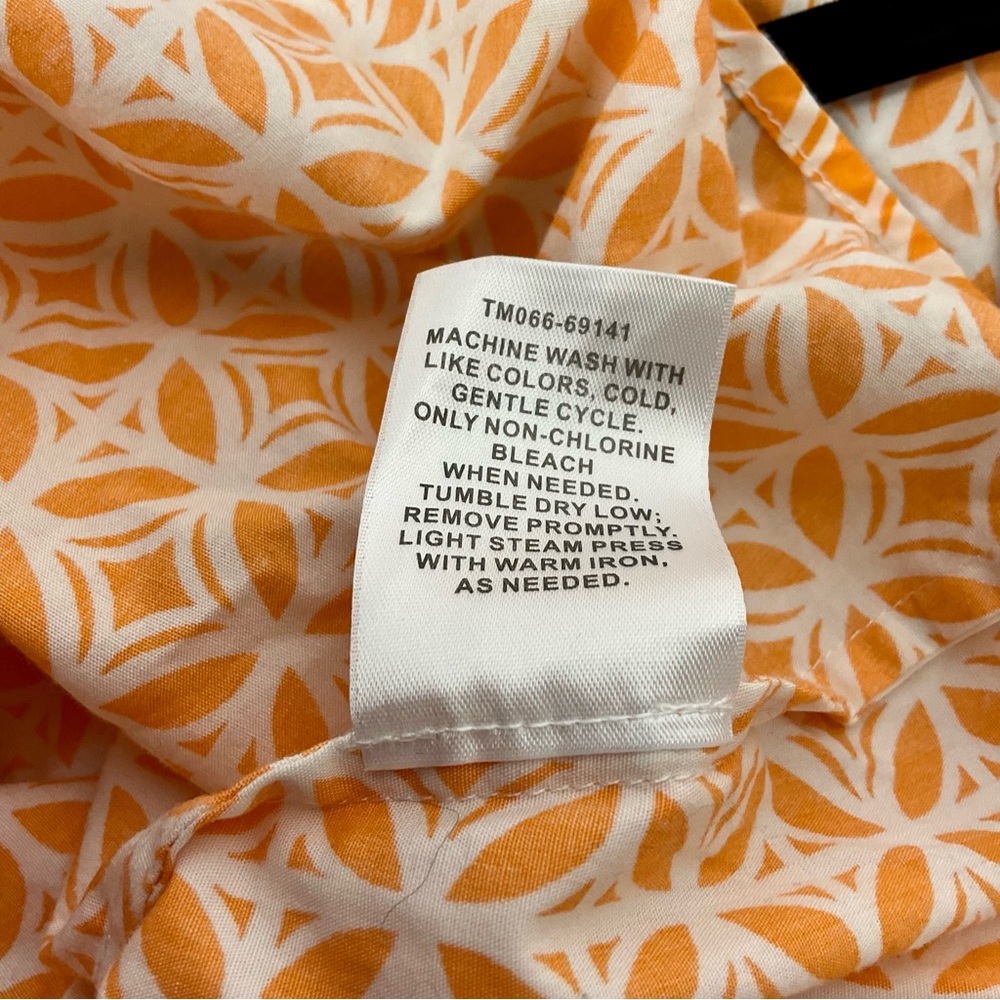 TM066-69141
MACHINE WASH WITH
LIKE COLORS, COLD,
GENTLE CYCLE.
ONLY NON-CHLORINE
BLEACH
WHEN NEEDED.
TUMBLE DRY LOW;
REMOVE PROMPTLY.
LIGHT STEAM PRESS
WITH WARM IRON,
AS NEEDED.